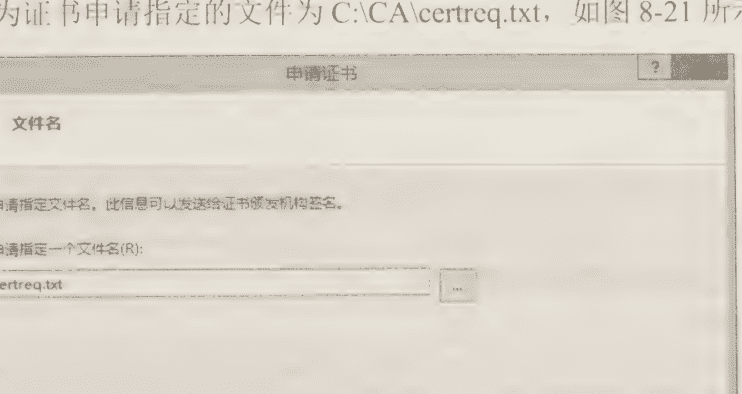 为证书申请指定的文件为 C:\CA\certreq.txt，如图 8-21 所示
申请证书
?
文件名
申请指定文件名，此信息可以发送给证书颁发机构签名。
申请指定一个文件名(R):
ertreq.txt
...